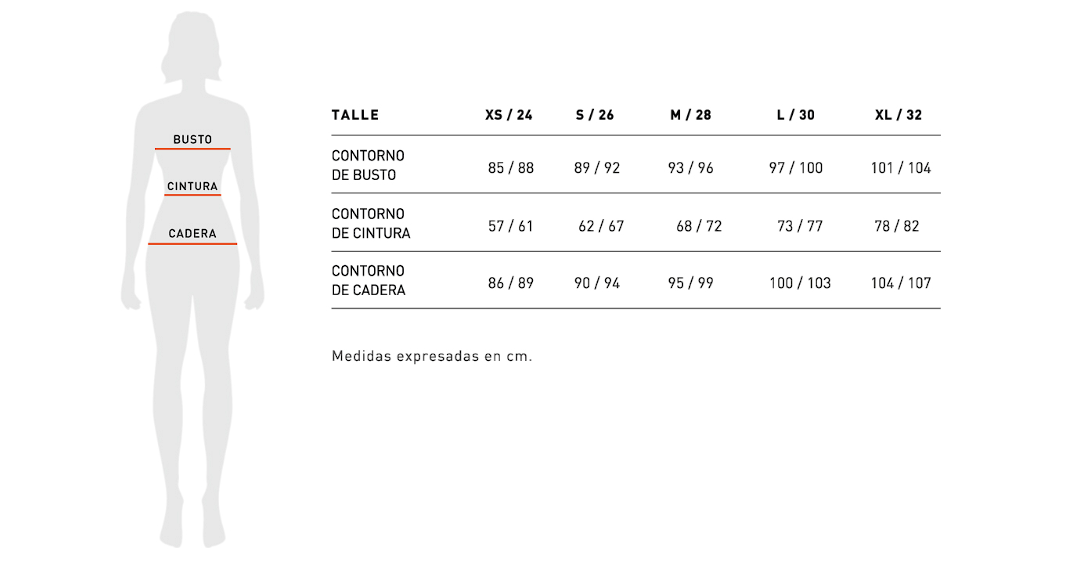 BUSTO
CINTURA
CADERA
TALLE XS / 24 S / 26 M / 28 L / 30 XL / 32
CONTORNO
DE BUSTO 85 / 88 89 / 92 93 / 96 97 / 100 101 / 104
CONTORNO
DE CINTURA 57 / 61 62 / 67 68 / 72 73 / 77 78 / 82
CONTORNO
DE CADERA 86 / 89 90 / 94 95 / 99 100 / 103 104 / 107
Medidas expresadas en cm.